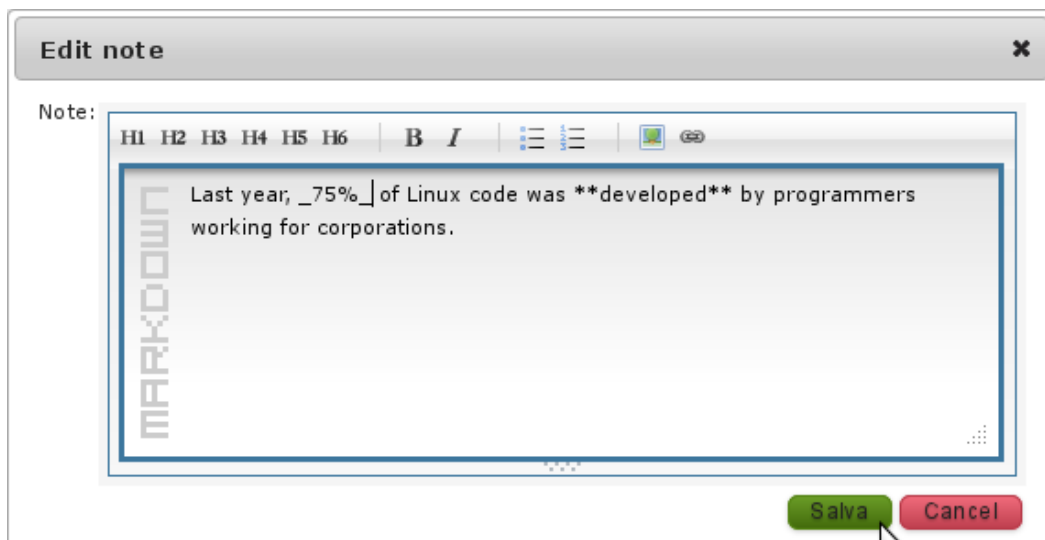 Edit note
Note:
H1 H2 H3 H4 H5 H6 B I
MARKDOWN
Last year, _75%_ of Linux code was **developed** by programmers
working for corporations.
Salva Cancel